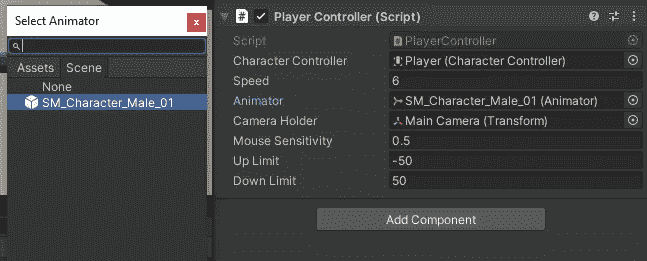 Select Animator
x
Assets Scene
None
SM_Character_Male_01
# Player Controller (Script)
Script PlayerController
Character Controller Player (Character Controller)
Speed 6
Animator SM_Character_Male_01 (Animator)
Camera Holder Main Camera (Transform)
Mouse Sensitivity 0.5
Up Limit -50
Down Limit 50
Add Component